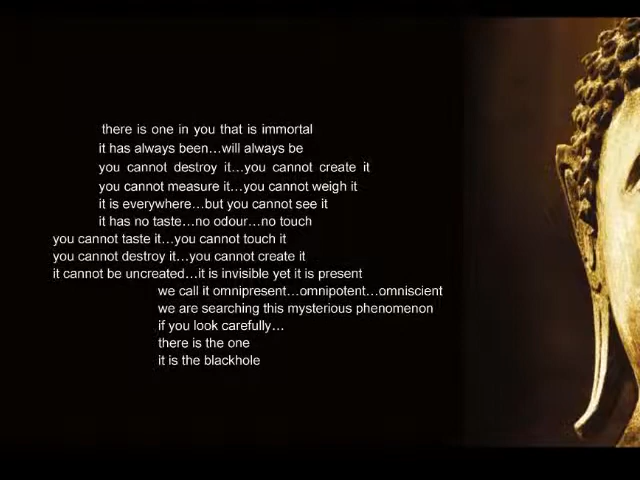 there is one in you that is immortal
it has always been...will always be
you cannot destroy it...you cannot create it
you cannot measure it...you cannot weigh it
it is everywhere...but you cannot see it
it has no taste...no odour...no touch
you cannot taste it...you cannot touch it
you cannot destroy it...you cannot create it
it cannot be uncreated...it is invisible yet it is present
we call it omnipresent...omnipotent...omniscient
we are searching this mysterious phenomenon
if you look carefully...
there is the one
it is the blackhole